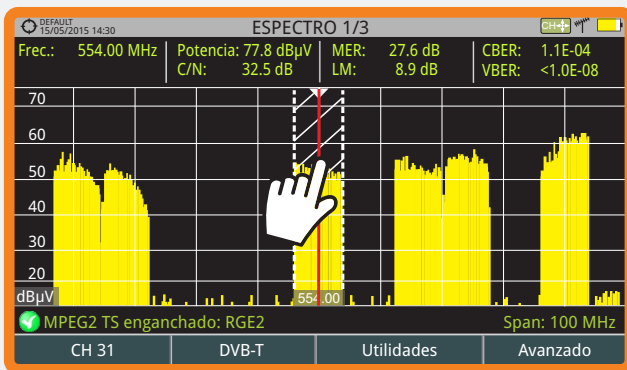 DEFAULT
15/05/2015 14:30
ESPECTRO 1/3
CH
Frec.: 554.00 MHz Potencia: 77.8 dBµV MER: 27.6 dB CBER: 1.1E-04
C/N: 32.5 dB LM: 8.9 dB VBER: <1.0E-08
70
60
50
40
30
20
dBµV
554.00
MPEG2 TS enganchado: RGE2 Span: 100 MHz
CH 31 DVB-T Utilidades Avanzado